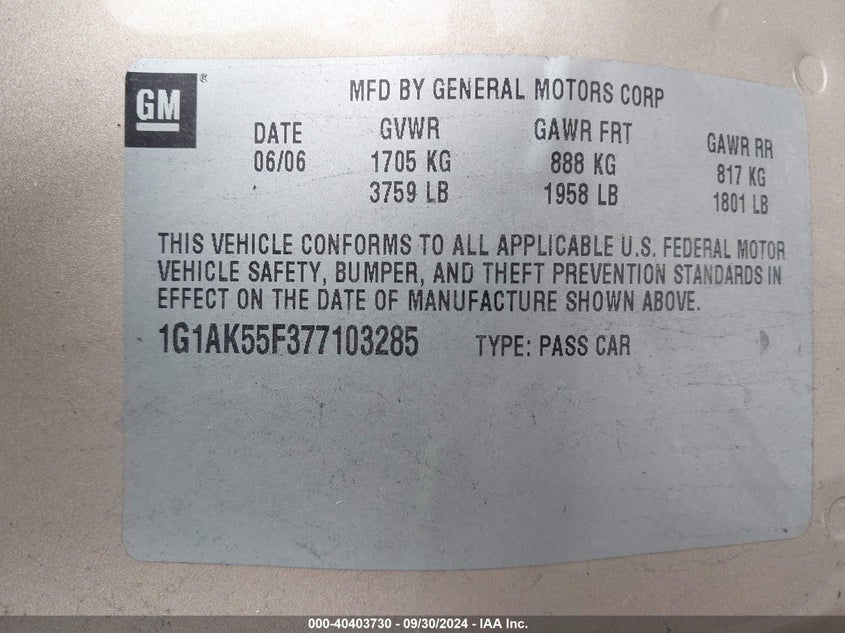 GM ®
MFD BY GENERAL MOTORS CORP
DATE GVWR GAWR FRT GAWR RR
06/06 1705 KG 888 KG 817 KG
3759 LB 1958 LB 1801 LB
THIS VEHICLE CONFORMS TO ALL APPLICABLE U.S. FEDERAL MOTOR
VEHICLE SAFETY, BUMPER, AND THEFT PREVENTION STANDARDS IN
EFFECT ON THE DATE OF MANUFACTURE SHOWN ABOVE.
1G1AK55F377103285 TYPE: PASS CAR
000-40403730 - 09/30/2024 - IAA Inc.